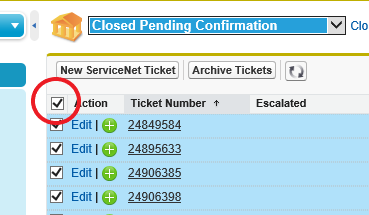 Closed Pending Confirmation Clo
New ServiceNet Ticket Archive Tickets
Action Ticket Number ↑ Escalated
Edit | 24849584
Edit | 24895633
Edit | 24906385
Edit | 24906398